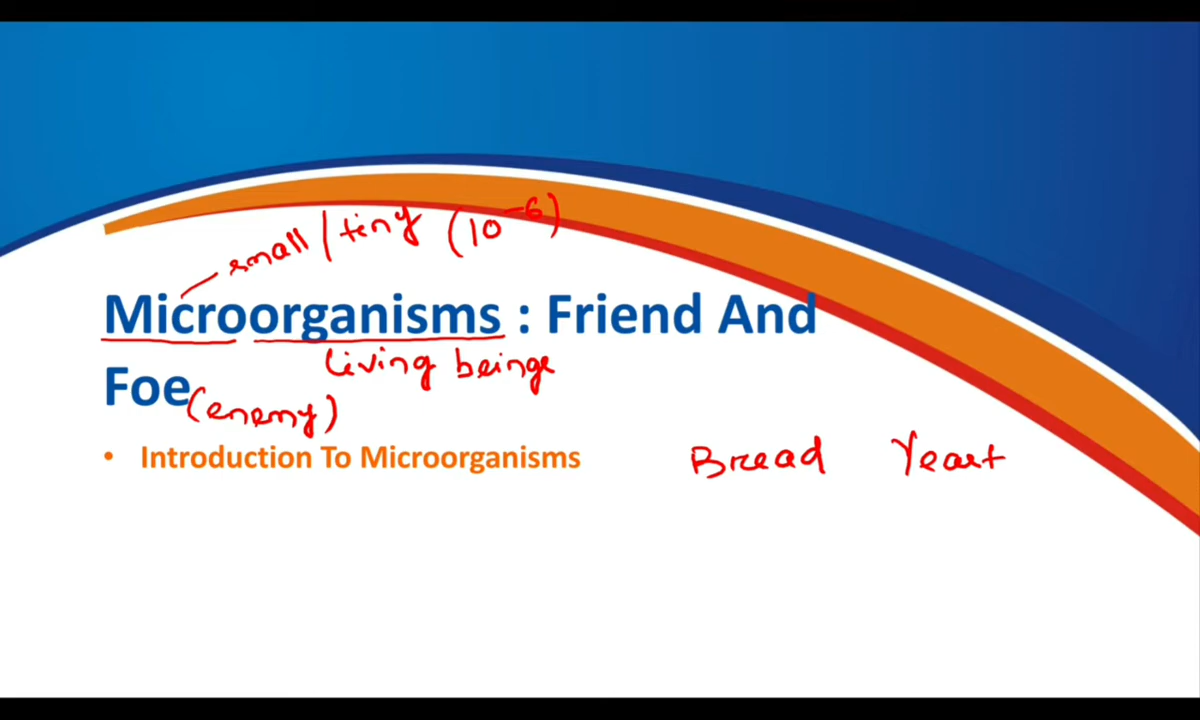 small/tiny (10⁻⁶)
Microorganisms : Friend And
living beings
Foe (enemy)
• Introduction To Microorganisms
Bread Yeast